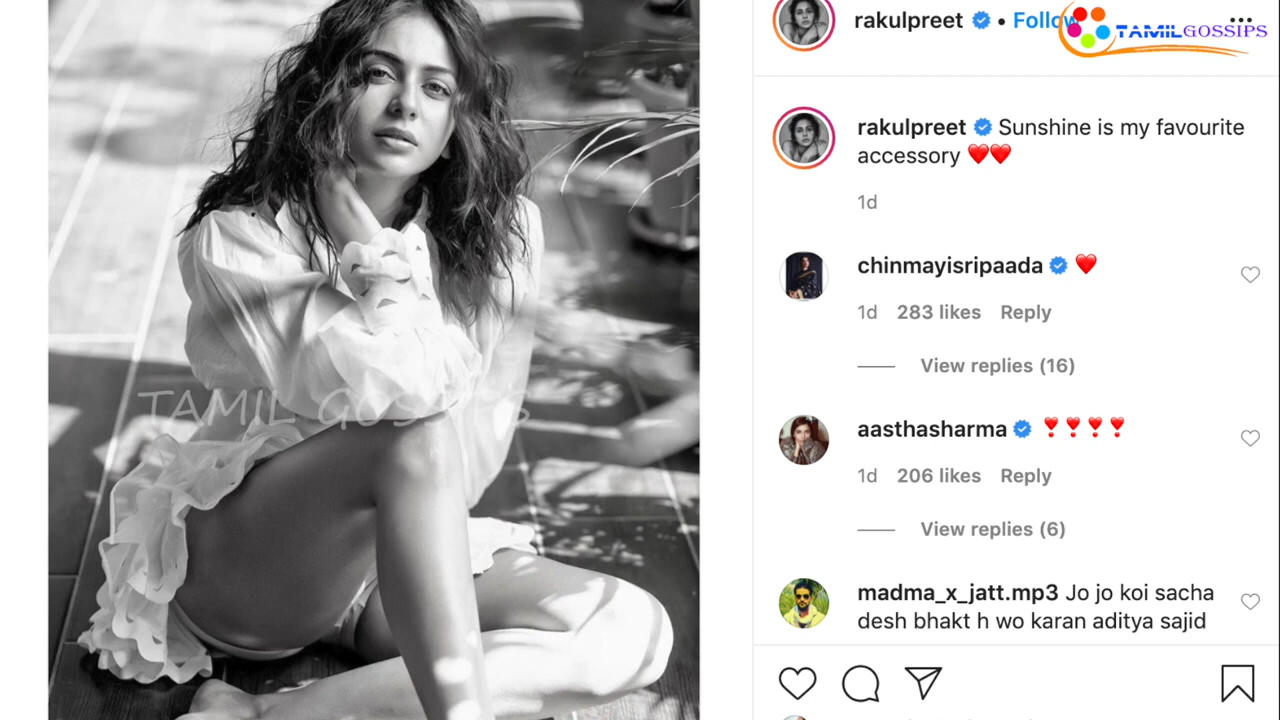 rakulpreet • Follow
TAMILGOSSIPS
rakulpreet Sunshine is my favourite
accessory ❤️❤️
1d
chinmayisripaada ❤️
1d 283 likes Reply
View replies (16)
TAMIL GOSSIPS
aasthasharma ❣️❣️❣️❣️
1d 206 likes Reply
View replies (6)
madma_x_jatt.mp3 Jo jo koi sacha
desh bhakt h wo karan aditya sajid